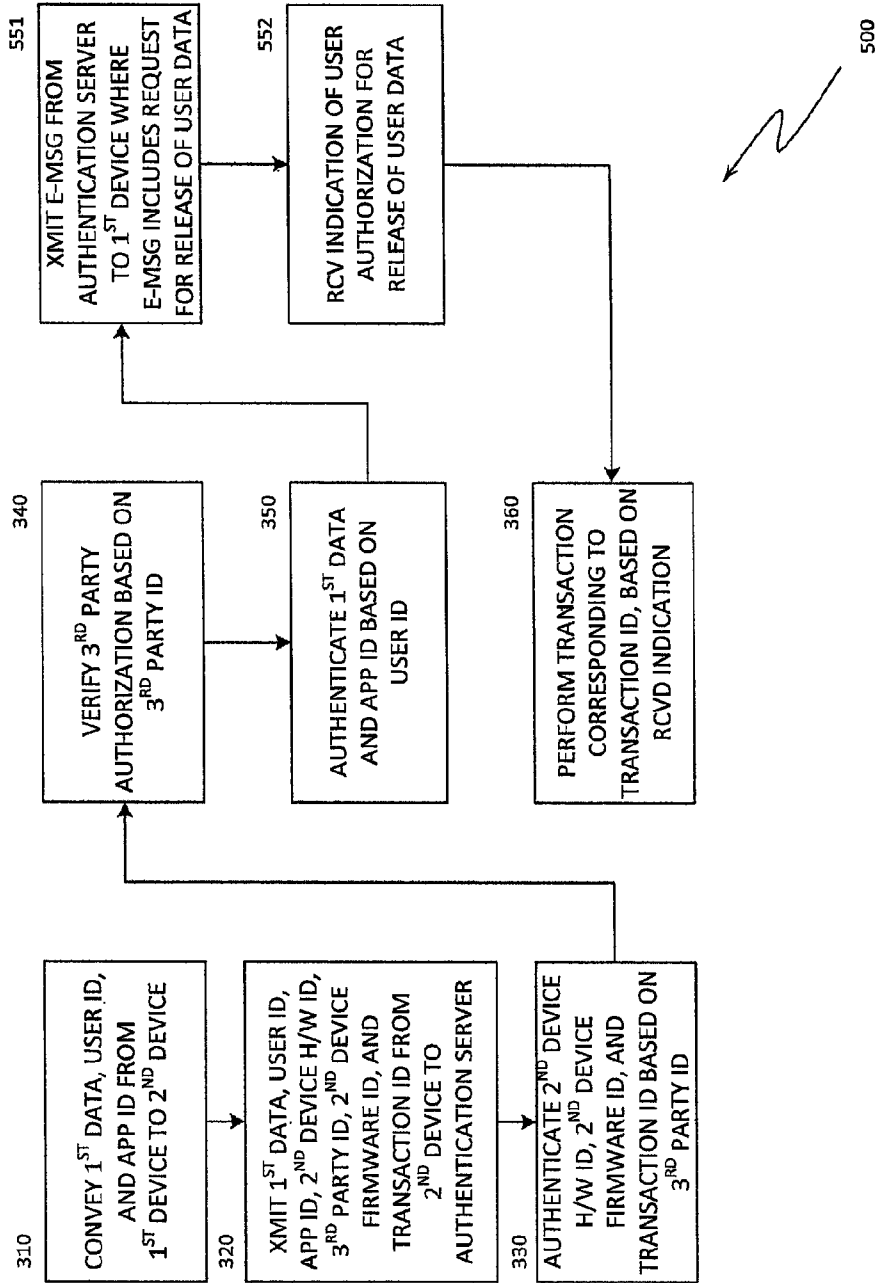 310
CONVEY 1ST DATA, USER ID,
AND APP ID FROM
1ST DEVICE TO 2ND DEVICE
320
XMIT 1ST DATA, USER ID,
APP ID, 2ND DEVICE H/W ID,
3RD PARTY ID, 2ND DEVICE
FIRMWARE ID, AND
TRANSACTION ID FROM
2ND DEVICE TO
AUTHENTICATION SERVER
330
AUTHENTICATE 2ND DEVICE
H/W ID, 2ND DEVICE
FIRMWARE ID, AND
TRANSACTION ID BASED ON
3RD PARTY ID
340
VERIFY 3RD PARTY
AUTHORIZATION BASED ON
3RD PARTY ID
350
AUTHENTICATE 1ST DATA
AND APP ID BASED ON
USER ID
551
XMIT E-MSG FROM
AUTHENTICATION SERVER
TO 1ST DEVICE WHERE
E-MSG INCLUDES REQUEST
FOR RELEASE OF USER DATA
552
RCV INDICATION OF USER
AUTHORIZATION FOR
RELEASE OF USER DATA
360
PERFORM TRANSACTION
CORRESPONDING TO
TRANSACTION ID, BASED ON
RCVD INDICATION
500